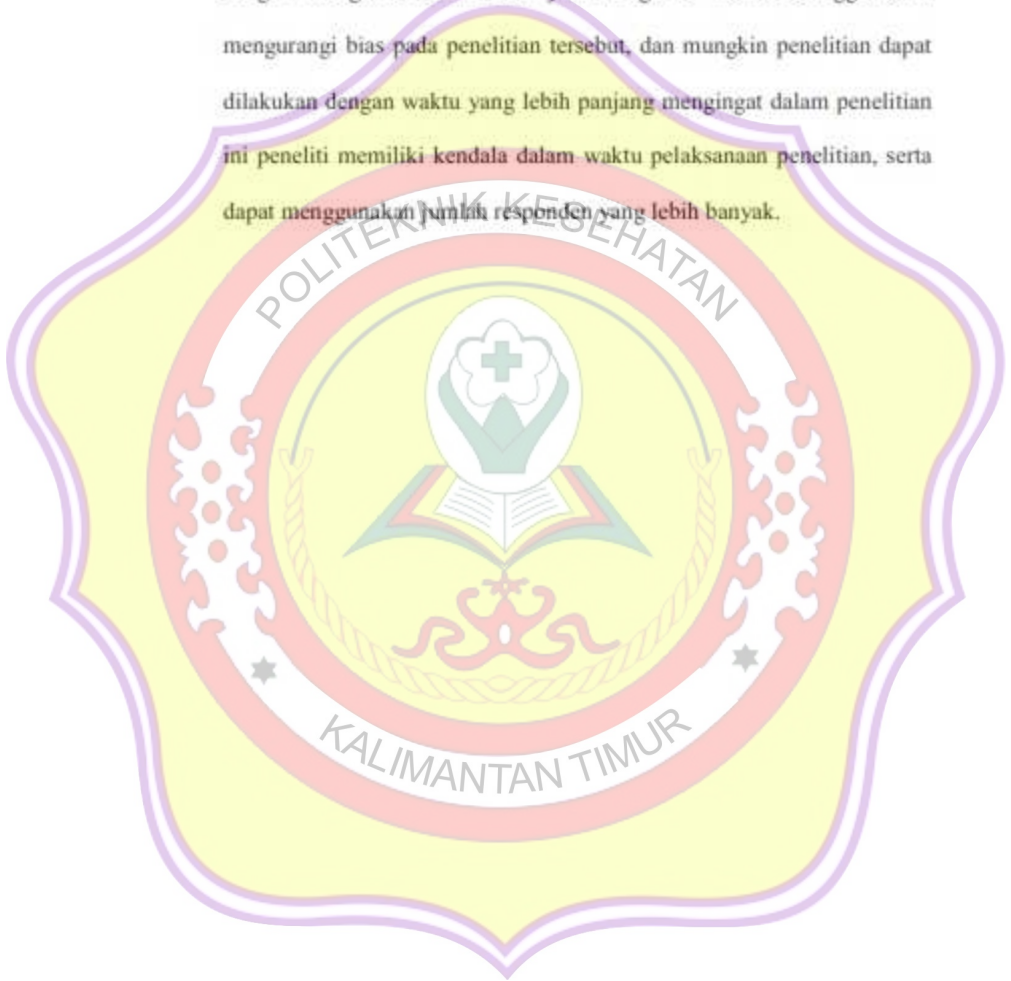 mengurangi bias pada penelitian tersebut, dan mungkin penelitian dapat
dilakukan dengan waktu yang lebih panjang mengingat dalam penelitian
ini peneliti memiliki kendala dalam waktu pelaksanaan penelitian, serta
dapat menggunakan jumlah responden yang lebih banyak.
POLITEKNIK KESEHATAN
KALIMANTAN TIMUR